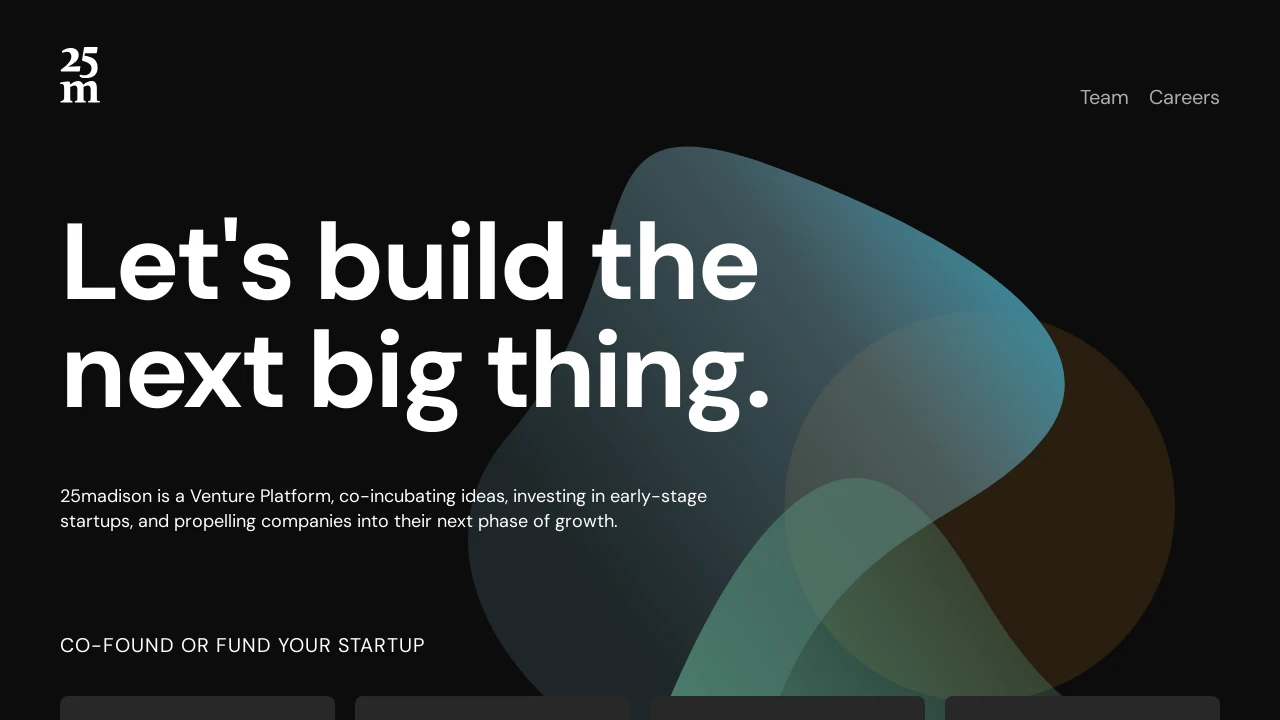 25
m
Team Careers
Let's build the
next big thing.
25madison is a Venture Platform, co-incubating ideas, investing in early-stage
startups, and propelling companies into their next phase of growth.
CO-FOUND OR FUND YOUR STARTUP